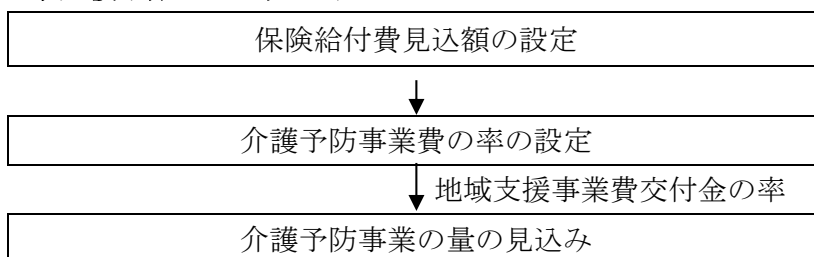 保険給付費見込額の設定
介護予防事業費の率の設定
地域支援事業費交付金の率
介護予防事業の量の見込み